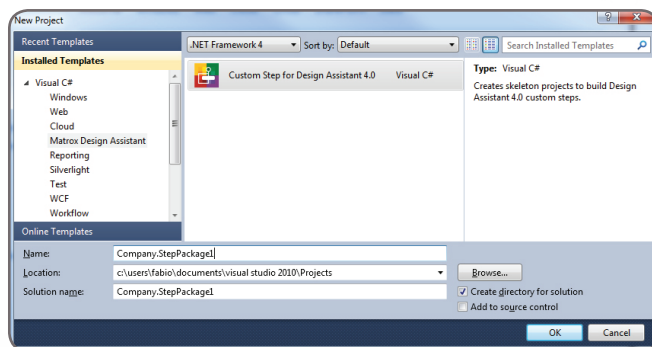 New Project
Recent Templates
.NET Framework 4
Sort by: Default
Search Installed Templates
Installed Templates
Visual C#
Windows
Web
Cloud
Matrox Design Assistant
Reporting
Silverlight
Test
WCF
Workflow
Custom Step for Design Assistant 4.0 Visual C#
Type: Visual C#
Creates skeleton projects to build Design
Assistant 4.0 custom steps.
Online Templates
Name: Company.StepPackage1
Location: c:\users\fabio\documents\visual studio 2010\Projects
Browse...
Solution name: Company.StepPackage1
Create directory for solution
Add to source control
OK Cancel